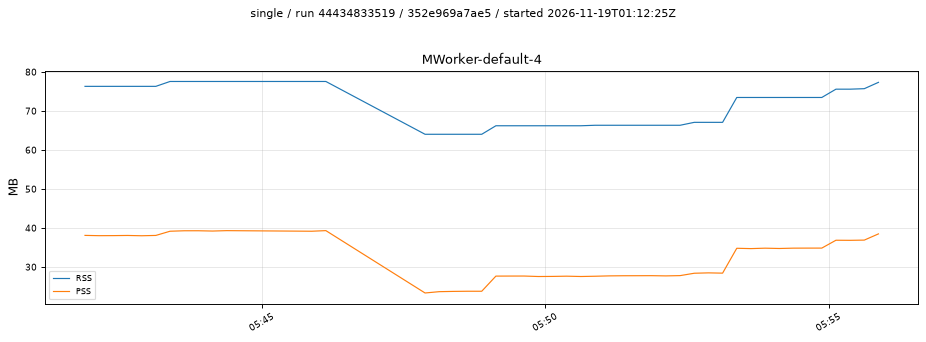 single / run 44434833519 / 352e969a7ae5 / started 2026-11-19T01:12:25Z
MWorker-default-4
80
70
60
50
40
30
MB
RSS
PSS
05:45
05:50
05:55